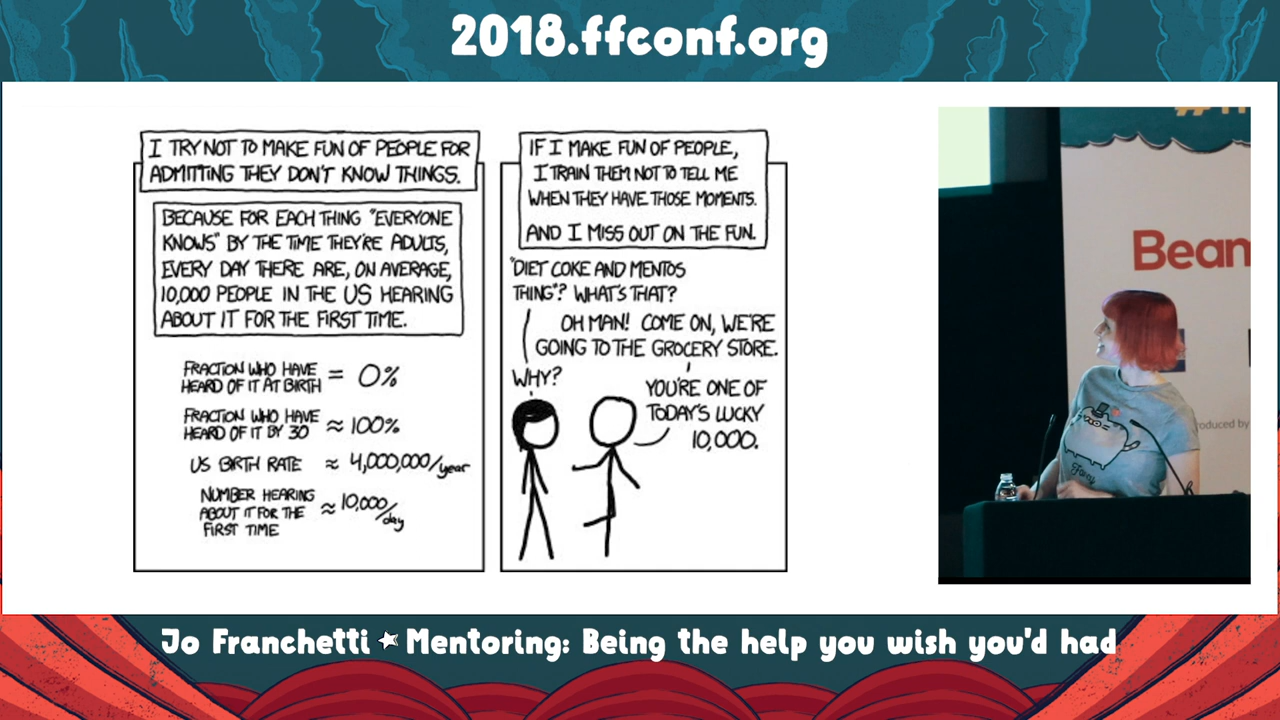 2018.ffconf.org
I TRY NOT TO MAKE FUN OF PEOPLE FOR
ADMITTING THEY DON'T KNOW THINGS.
BECAUSE FOR EACH THING "EVERYONE
KNOWS" BY THE TIME THEY'RE ADULTS,
EVERY DAY THERE ARE, ON AVERAGE,
10,000 PEOPLE IN THE US HEARING
ABOUT IT FOR THE FIRST TIME.
FRACTION WHO HAVE
HEARD OF IT AT BIRTH = 0%
FRACTION WHO HAVE
HEARD OF IT BY 30 ≈ 100%
US BIRTH RATE ≈ 4,000,000/year
NUMBER HEARING
ABOUT IT FOR THE
FIRST TIME ≈ 10,000/day
IF I MAKE FUN OF PEOPLE,
I TRAIN THEM NOT TO TELL ME
WHEN THEY HAVE THOSE MOMENTS.
AND I MISS OUT ON THE FUN.
"DIET COKE AND MENTOS
THING"? WHAT'S THAT?
OH MAN! COME ON, WE'RE
GOING TO THE GROCERY STORE.
WHY?
YOU'RE ONE OF
TODAY'S LUCKY
10,000.
Beam
roduced by
Jo Franchetti ★ Mentoring: Being the help you wish you'd had